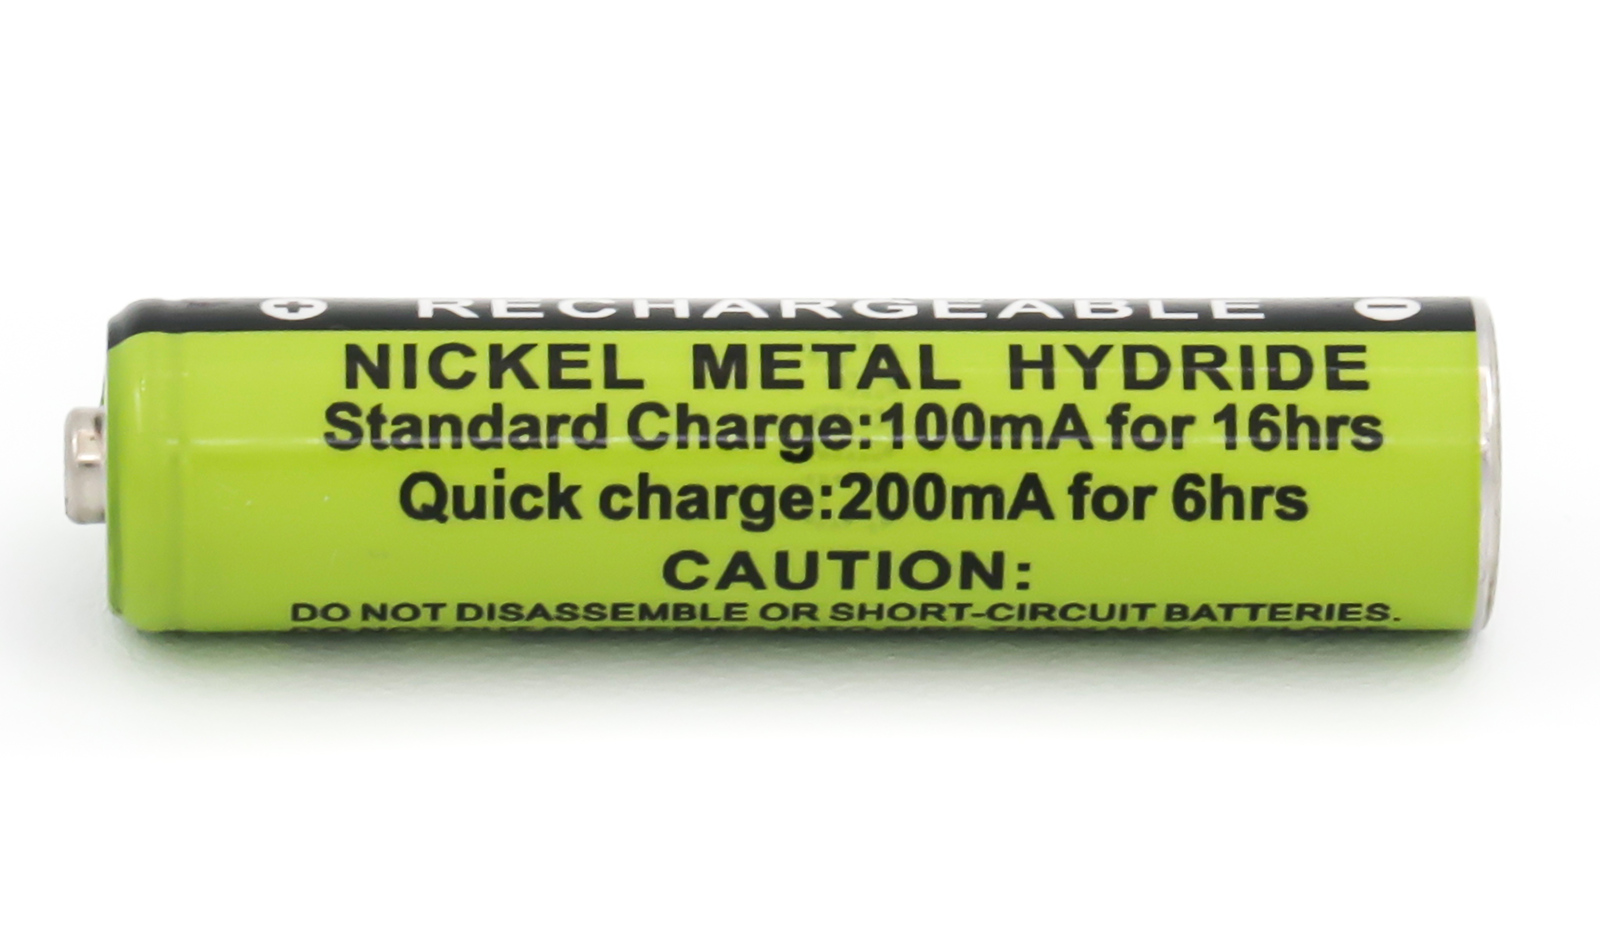 + RECHARGEABLE -
NICKEL METAL HYDRIDE
Standard Charge:100mA for 16hrs
Quick charge:200mA for 6hrs
CAUTION:
DO NOT DISASSEMBLE OR SHORT-CIRCUIT BATTERIES.